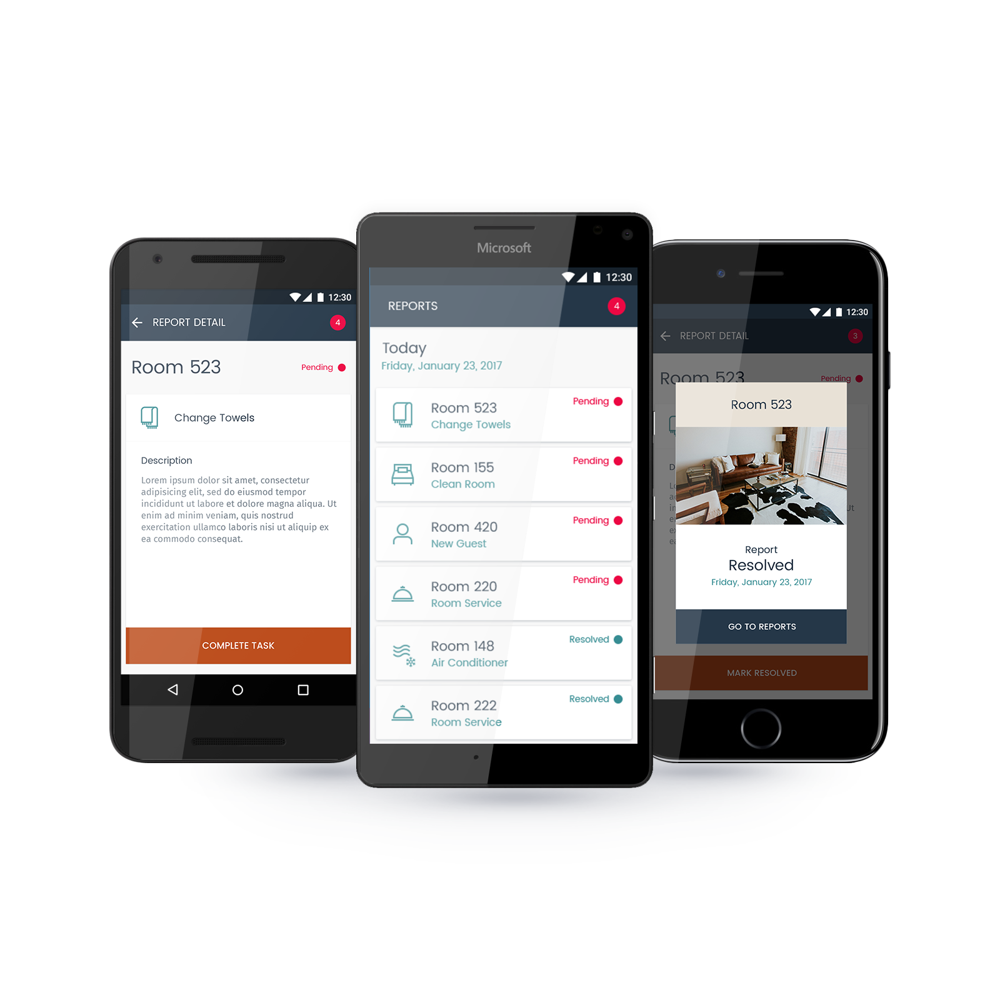 12:30
REPORT DETAIL
4
Room 523
Pending
Change Towels
Description
Lorem ipsum dolor sit amet, consectetur
adipisicing elit, sed do eiusmod tempor
incididunt ut labore et dolore magna aliqua. Ut
enim ad minim veniam, quis nostrud
exercitation ullamco laboris nisi ut aliquip ex
ea commodo consequat.
COMPLETE TASK
Microsoft
12:30
REPORTS
4
Today
Friday, January 23, 2017
Pending
Room 523
Change Towels
Pending
Room 155
Clean Room
Pending
Room 420
New Guest
Pending
Room 220
Room Service
Resolved
Room 148
Air Conditioner
Resolved
Room 222
Room Service
12:30
REPORT DETAIL
3
Room 523
Pending
Room 523
Ut
Report
Resolved
Friday, January 23, 2017
GO TO REPORTS
MARK RESOLVED